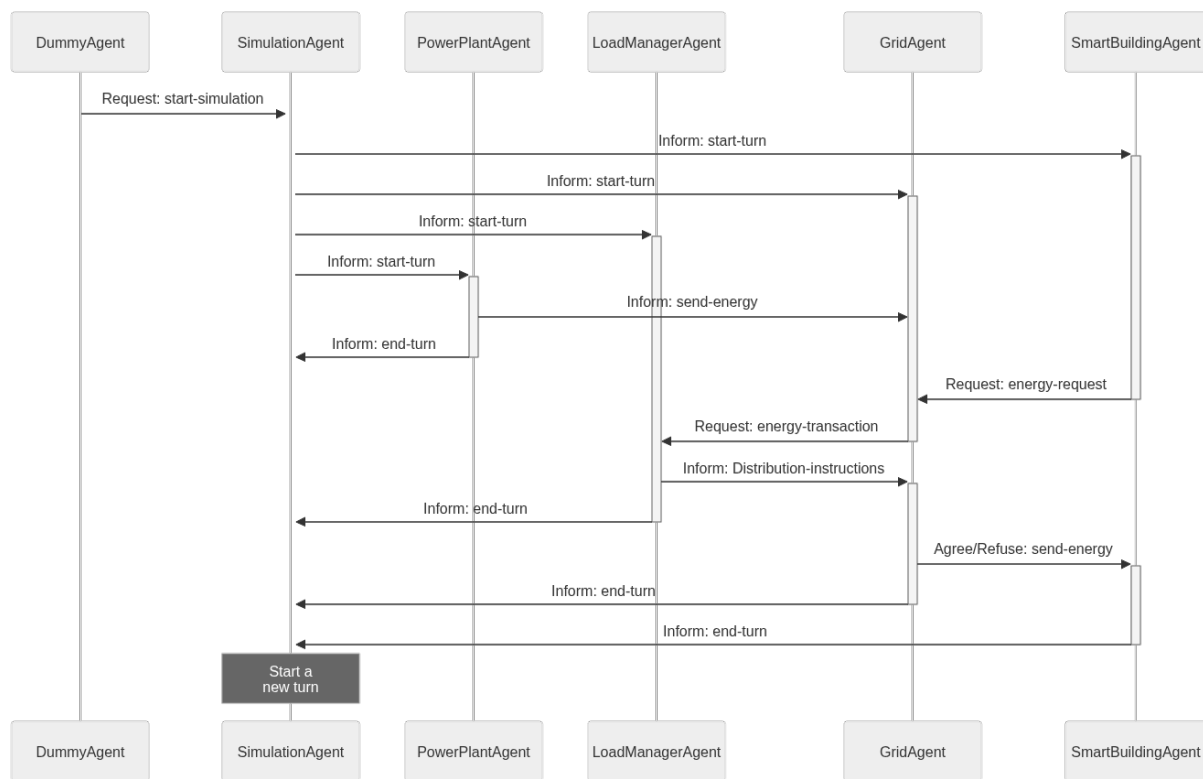 DummyAgent
SimulationAgent
PowerPlantAgent
LoadManagerAgent
GridAgent
SmartBuildingAgent
Request: start-simulation
Inform: start-turn
Inform: start-turn
Inform: start-turn
Inform: start-turn
Inform: send-energy
Inform: end-turn
Request: energy-request
Request: energy-transaction
Inform: Distribution-instructions
Inform: end-turn
Agree/Refuse: send-energy
Inform: end-turn
Inform: end-turn
Start a
new turn
DummyAgent
SimulationAgent
PowerPlantAgent
LoadManagerAgent
GridAgent
SmartBuildingAgent